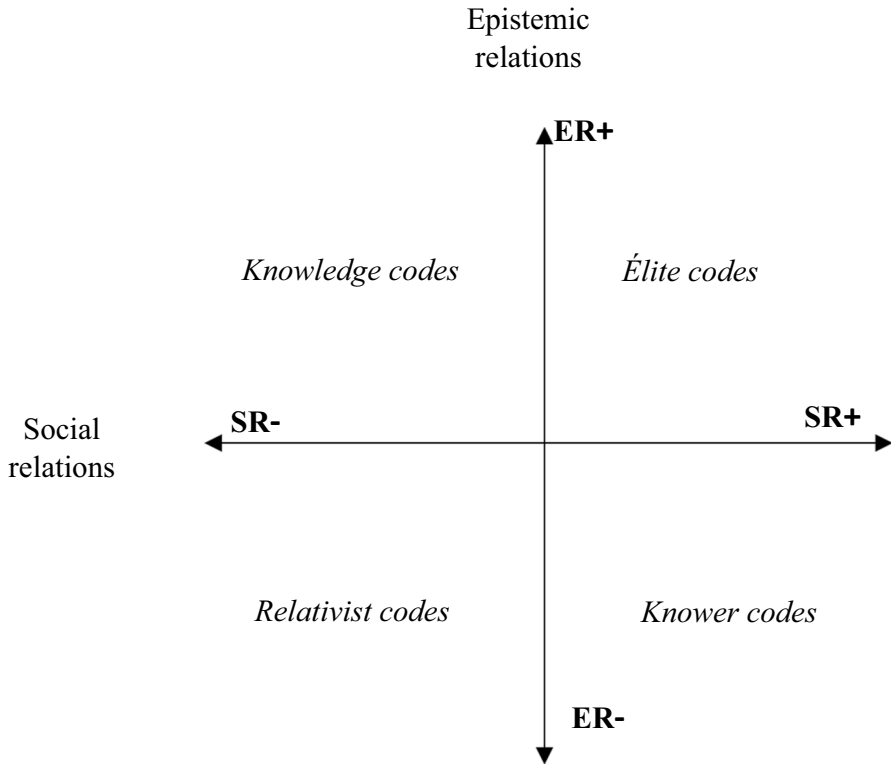 Epistemic
relations
ER+
Knowledge codes
Élite codes
SR-
SR+
Social
relations
Relativist codes
Knower codes
ER-